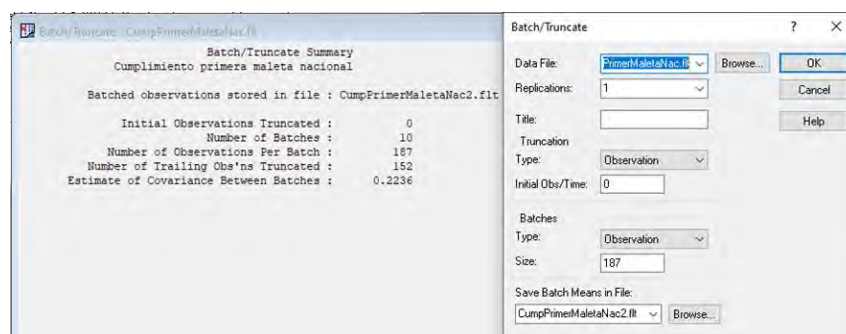 Batch/Truncate - CumpPrimerMaletaNac.flt
Batch/Truncate Summary
Cumplimiento primera maleta nacional
Batched observations stored in file : CumpPrimerMaletaNac2.flt
Initial Observations Truncated : 0
Number of Batches : 10
Number of Observations Per Batch : 187
Number of Trailing Obs'ns Truncated : 152
Estimate of Covariance Between Batches : 0.2236
Batch/Truncate ? X
Data File: PrimerMaletaNac.fl Browse... OK
Replications: 1 Cancel
Title: Help
Truncation
Type: Observation
Initial Obs/Time: 0
Batches
Type: Observation
Size: 187
Save Batch Means in File:
CumpPrimerMaletaNac2.flt Browse...